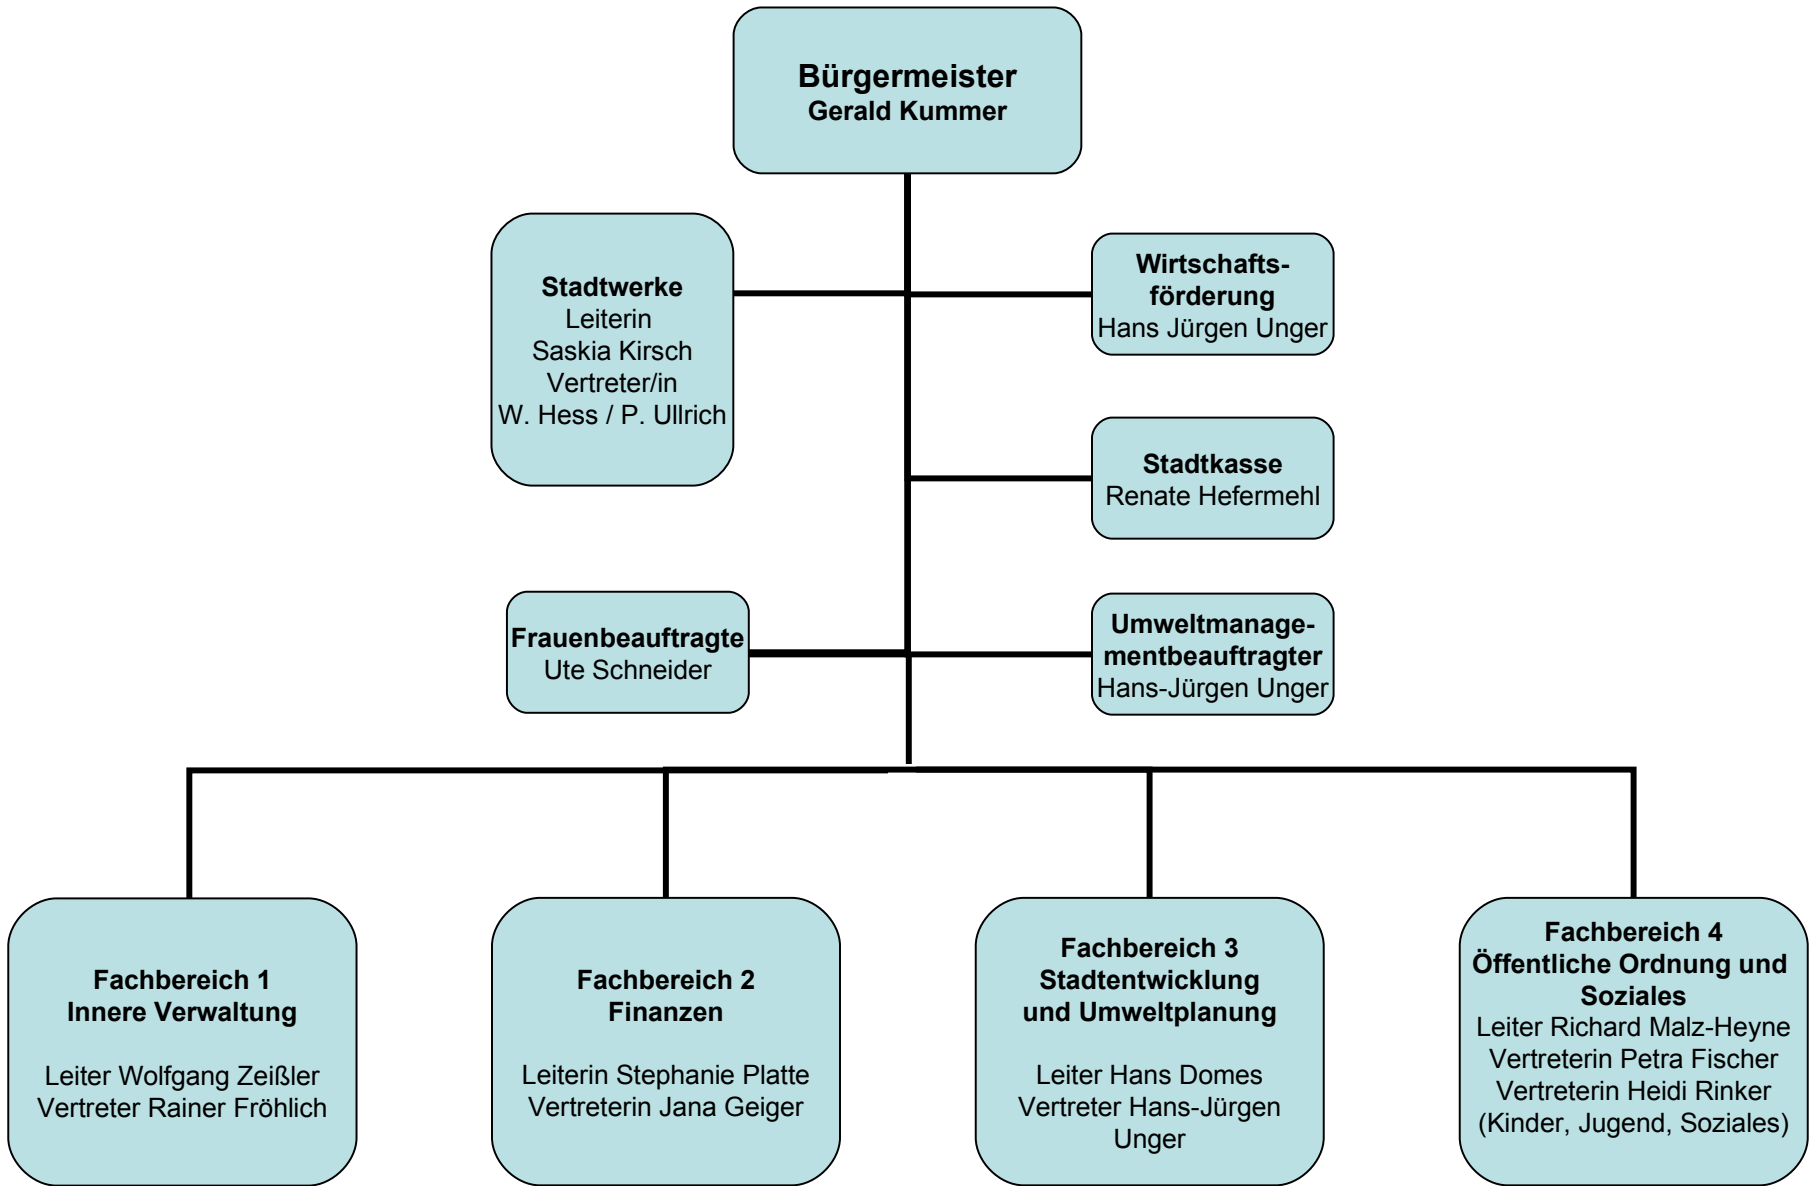 Bürgermeister
Gerald Kummer
Stadtwerke
Leiterin
Saskia Kirsch
Vertreter/in
W. Hess / P. Ullrich
Wirtschafts-
förderung
Hans Jürgen Unger
Stadtkasse
Renate Hefermehl
Frauenbeauftragte
Ute Schneider
Umweltmanage-
mentbeauftragter
Hans-Jürgen Unger
Fachbereich 1
Innere Verwaltung
Leiter Wolfgang Zeißler
Vertreter Rainer Fröhlich
Fachbereich 2
Finanzen
Leiterin Stephanie Platte
Vertreterin Jana Geiger
Fachbereich 3
Stadtentwicklung
und Umweltplanung
Leiter Hans Domes
Vertreter Hans-Jürgen
Unger
Fachbereich 4
Öffentliche Ordnung und
Soziales
Leiter Richard Malz-Heyne
Vertreterin Petra Fischer
Vertreterin Heidi Rinker
(Kinder, Jugend, Soziales)